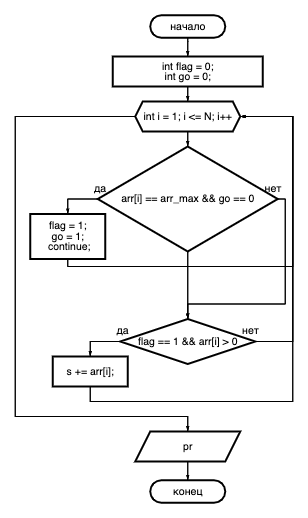 начало
int flag = 0;
int go = 0;
int i = 1; i <= N; i++
да
нет
arr[i] == arr_max && go == 0
flag = 1;
go = 1;
continue;
да
нет
flag == 1 && arr[i] > 0
s += arr[i];
pr
конец